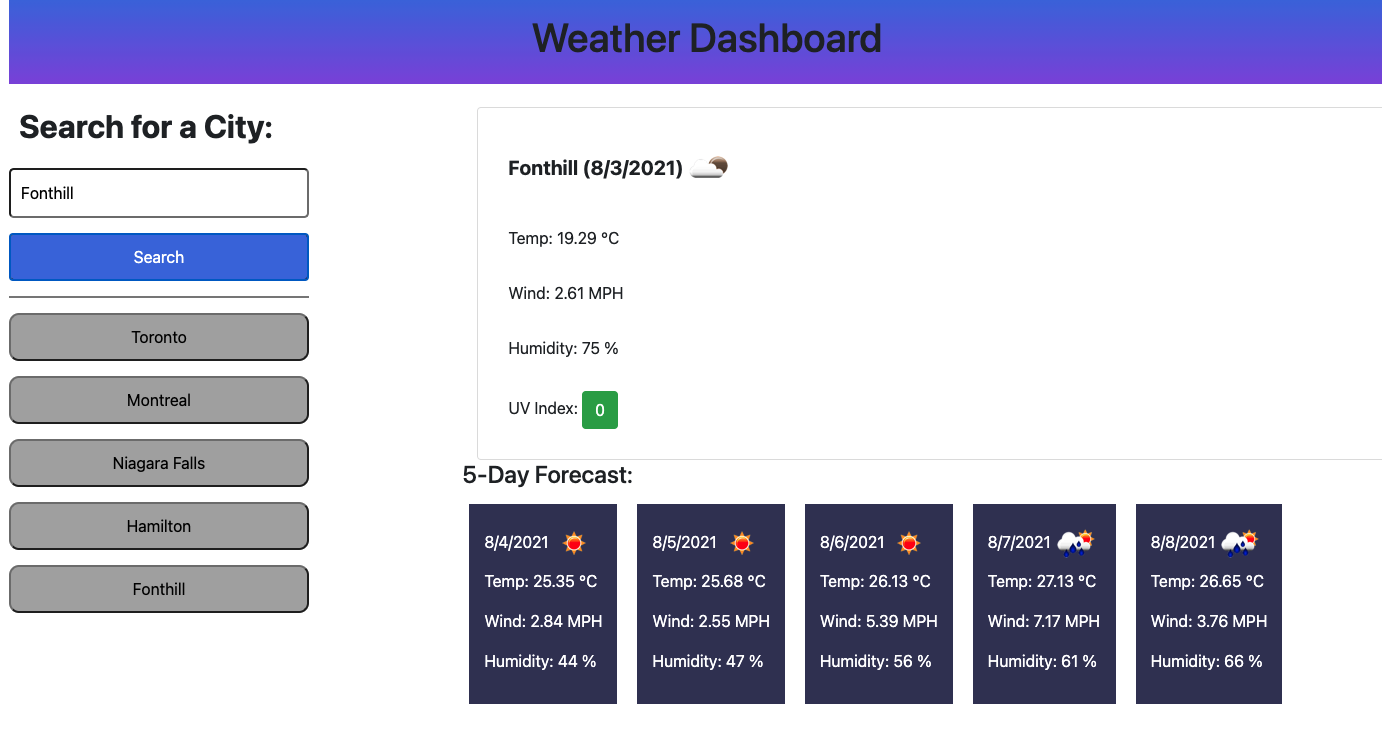 Weather Dashboard
Search for a City:
Fonthill
Search
Toronto
Montreal
Niagara Falls
Hamilton
Fonthill
Fonthill (8/3/2021)
Temp: 19.29 °C
Wind: 2.61 MPH
Humidity: 75 %
UV Index: 0
5-Day Forecast:
8/4/2021
Temp: 25.35 °C
Wind: 2.84 MPH
Humidity: 44 %
8/5/2021
Temp: 25.68 °C
Wind: 2.55 MPH
Humidity: 47 %
8/6/2021
Temp: 26.13 °C
Wind: 5.39 MPH
Humidity: 56 %
8/7/2021
Temp: 27.13 °C
Wind: 7.17 MPH
Humidity: 61 %
8/8/2021
Temp: 26.65 °C
Wind: 3.76 MPH
Humidity: 66 %